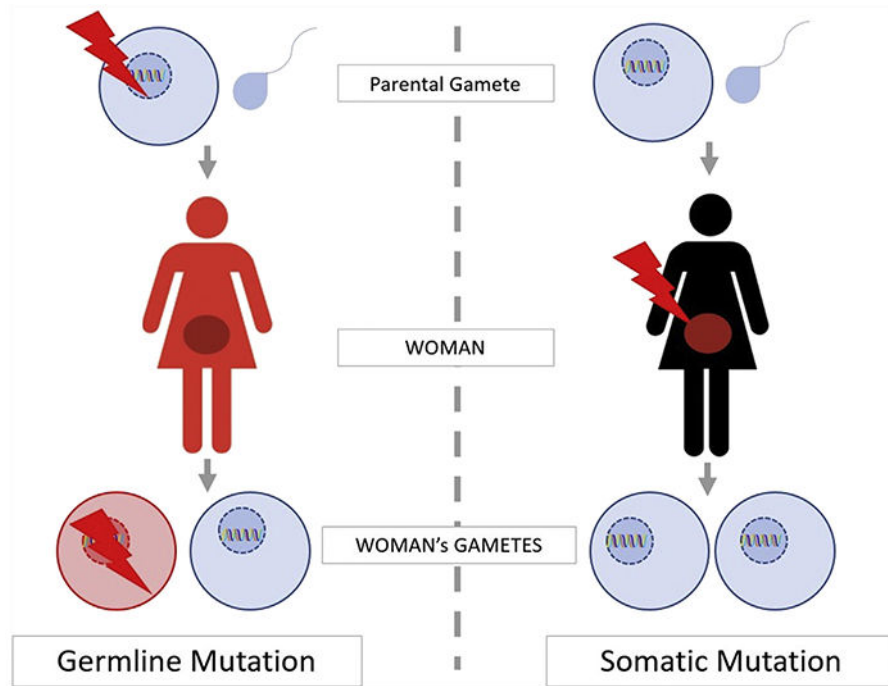 Parental Gamete
WOMAN
WOMAN's GAMETES
Germline Mutation
Somatic Mutation